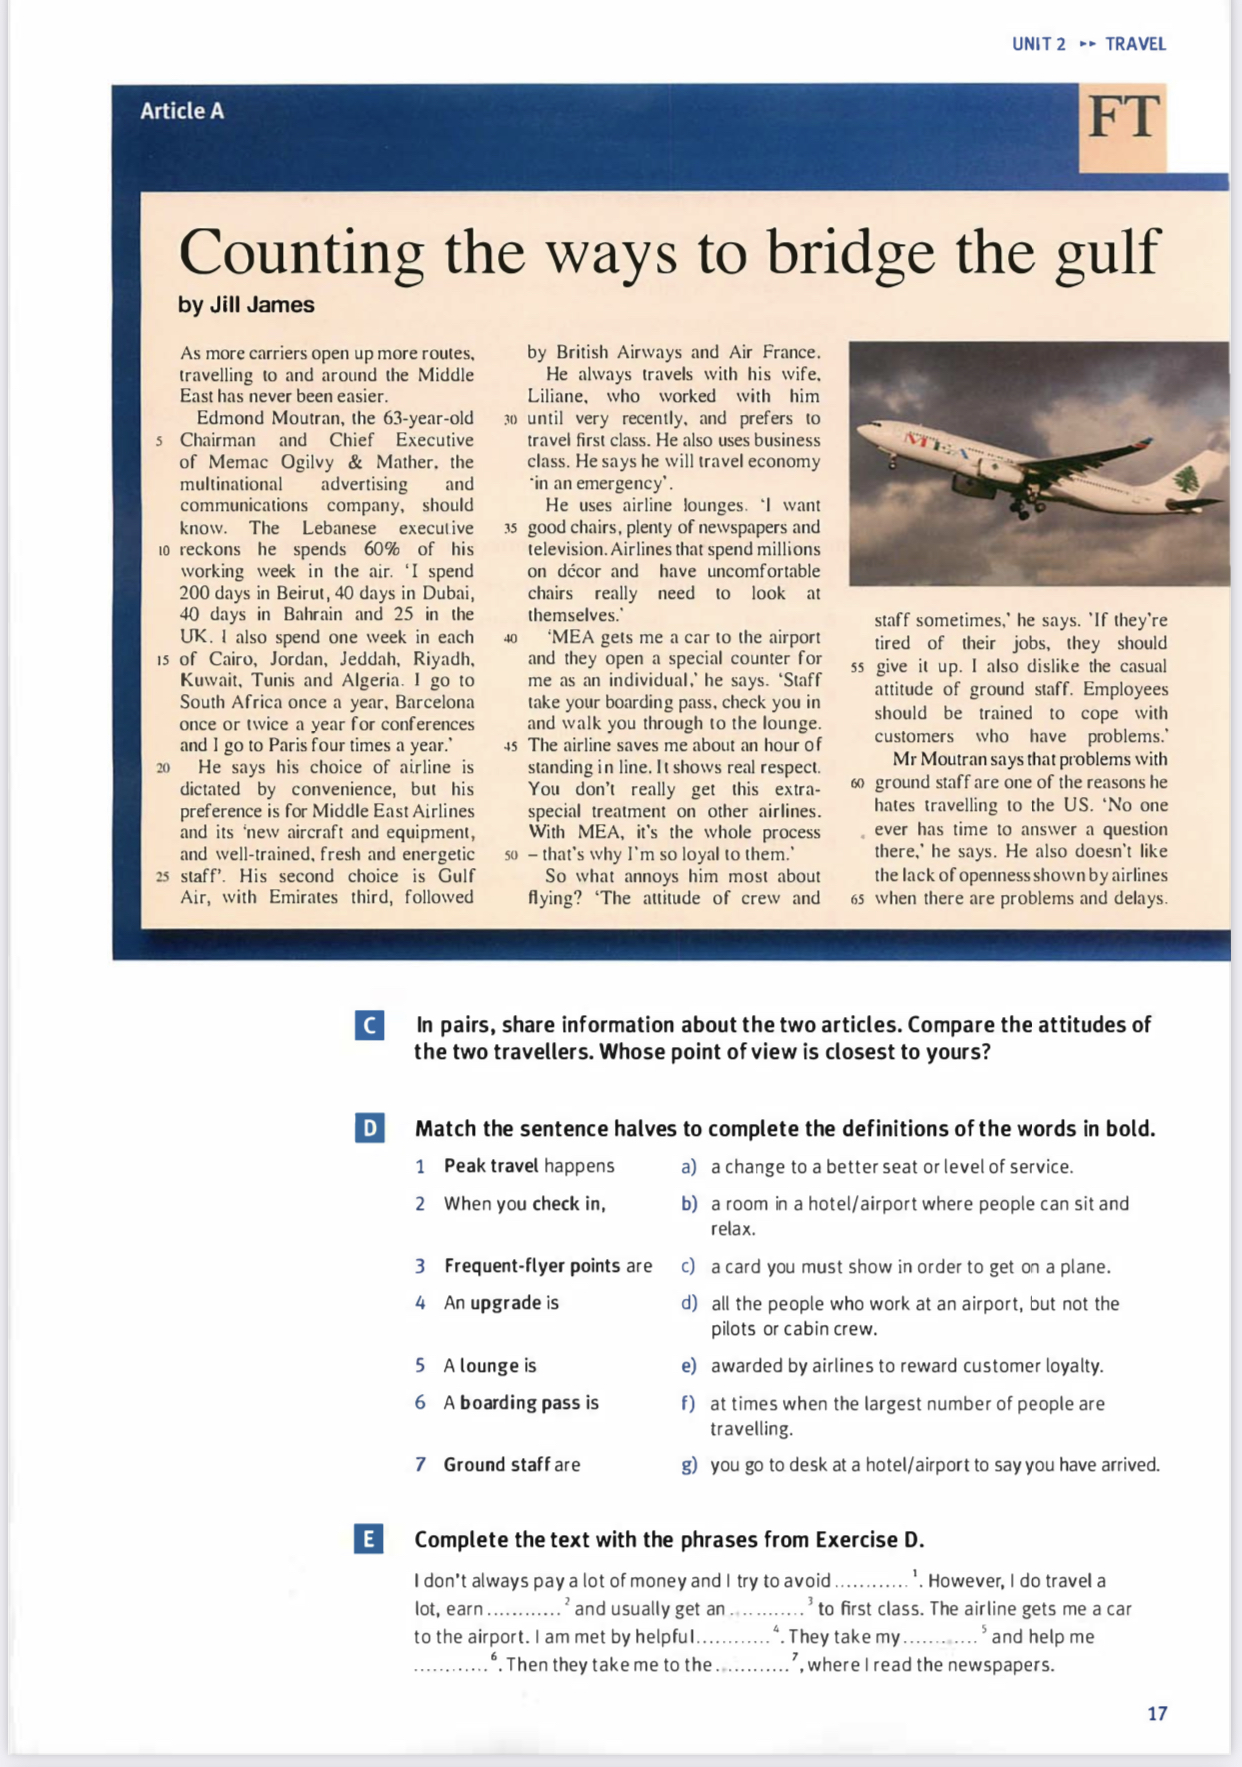 UNIT 2 ▸▸ TRAVEL
Article A
FT
Counting the ways to bridge the gulf
by Jill James
As more carriers open up more routes,
travelling to and around the Middle
East has never been easier.
Edmond Moutran, the 63-year-old
5 Chairman and Chief Executive
of Memac Ogilvy & Mather, the
multinational advertising and
communications company, should
know. The Lebanese executive
10 reckons he spends 60% of his
working week in the air. 'I spend
200 days in Beirut, 40 days in Dubai,
40 days in Bahrain and 25 in the
UK. I also spend one week in each
15 of Cairo, Jordan, Jeddah, Riyadh,
Kuwait, Tunis and Algeria. I go to
South Africa once a year, Barcelona
once or twice a year for conferences
and I go to Paris four times a year.'
20 He says his choice of airline is
dictated by convenience, but his
preference is for Middle East Airlines
and its 'new aircraft and equipment,
and well-trained, fresh and energetic
25 staff'. His second choice is Gulf
Air, with Emirates third, followed
by British Airways and Air France.
He always travels with his wife,
Liliane, who worked with him
30 until very recently, and prefers to
travel first class. He also uses business
class. He says he will travel economy
'in an emergency'.
He uses airline lounges. 'I want
35 good chairs, plenty of newspapers and
television. Airlines that spend millions
on décor and have uncomfortable
chairs really need to look at
themselves.'
40 'MEA gets me a car to the airport
and they open a special counter for
me as an individual,' he says. 'Staff
take your boarding pass, check you in
and walk you through to the lounge.
45 The airline saves me about an hour of
standing in line. It shows real respect.
You don't really get this extra-
special treatment on other airlines.
With MEA, it's the whole process
50 – that's why I'm so loyal to them.'
So what annoys him most about
flying? 'The attitude of crew and
MEA
staff sometimes,' he says. 'If they're
tired of their jobs, they should
55 give it up. I also dislike the casual
attitude of ground staff. Employees
should be trained to cope with
customers who have problems.'
Mr Moutran says that problems with
60 ground staff are one of the reasons he
hates travelling to the US. 'No one
ever has time to answer a question
there,' he says. He also doesn't like
the lack of openness shown by airlines
65 when there are problems and delays.
C In pairs, share information about the two articles. Compare the attitudes of
the two travellers. Whose point of view is closest to yours?
D Match the sentence halves to complete the definitions of the words in bold.
1 Peak travel happens a) a change to a better seat or level of service.
2 When you check in, b) a room in a hotel/airport where people can sit and
relax.
3 Frequent-flyer points are c) a card you must show in order to get on a plane.
4 An upgrade is d) all the people who work at an airport, but not the
pilots or cabin crew.
5 A lounge is e) awarded by airlines to reward customer loyalty.
6 A boarding pass is f) at times when the largest number of people are
travelling.
7 Ground staff are g) you go to desk at a hotel/airport to say you have arrived.
E Complete the text with the phrases from Exercise D.
I don't always pay a lot of money and I try to avoid ............ ¹. However, I do travel a
lot, earn ............ ² and usually get an ............ ³ to first class. The airline gets me a car
to the airport. I am met by helpful ............ ⁴. They take my ............ ⁵ and help me
............ ⁶. Then they take me to the ............ ⁷, where I read the newspapers.
17